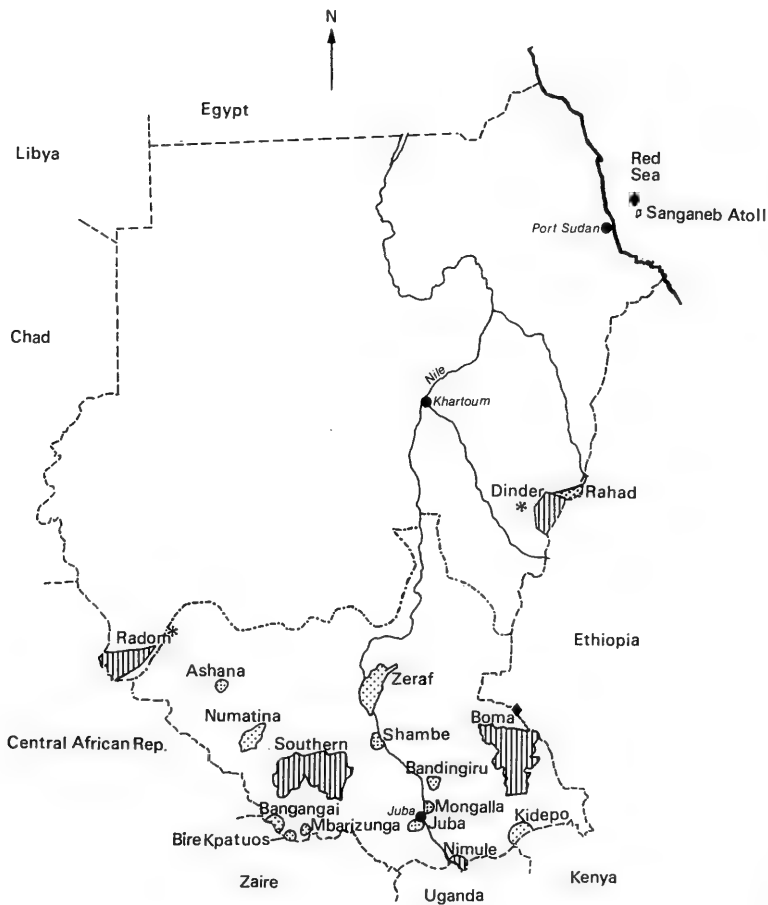 N
Egypt
Libya
Red
Sea
Sanganeb Atoll
Port Sudan
Chad
Nile
Khartoum
Dinder
Rahad
*
Radom
*
Ethiopia
Ashana
Zeraf
Numatina
Boma
Central African Rep.
Southern
Shambe
Bandingiru
Bangangai
Juba
Mongalla
Kidepo
Mbarizunga
Juba
Bire Kpatuos
Nimule
Zaire
Kenya
Uganda